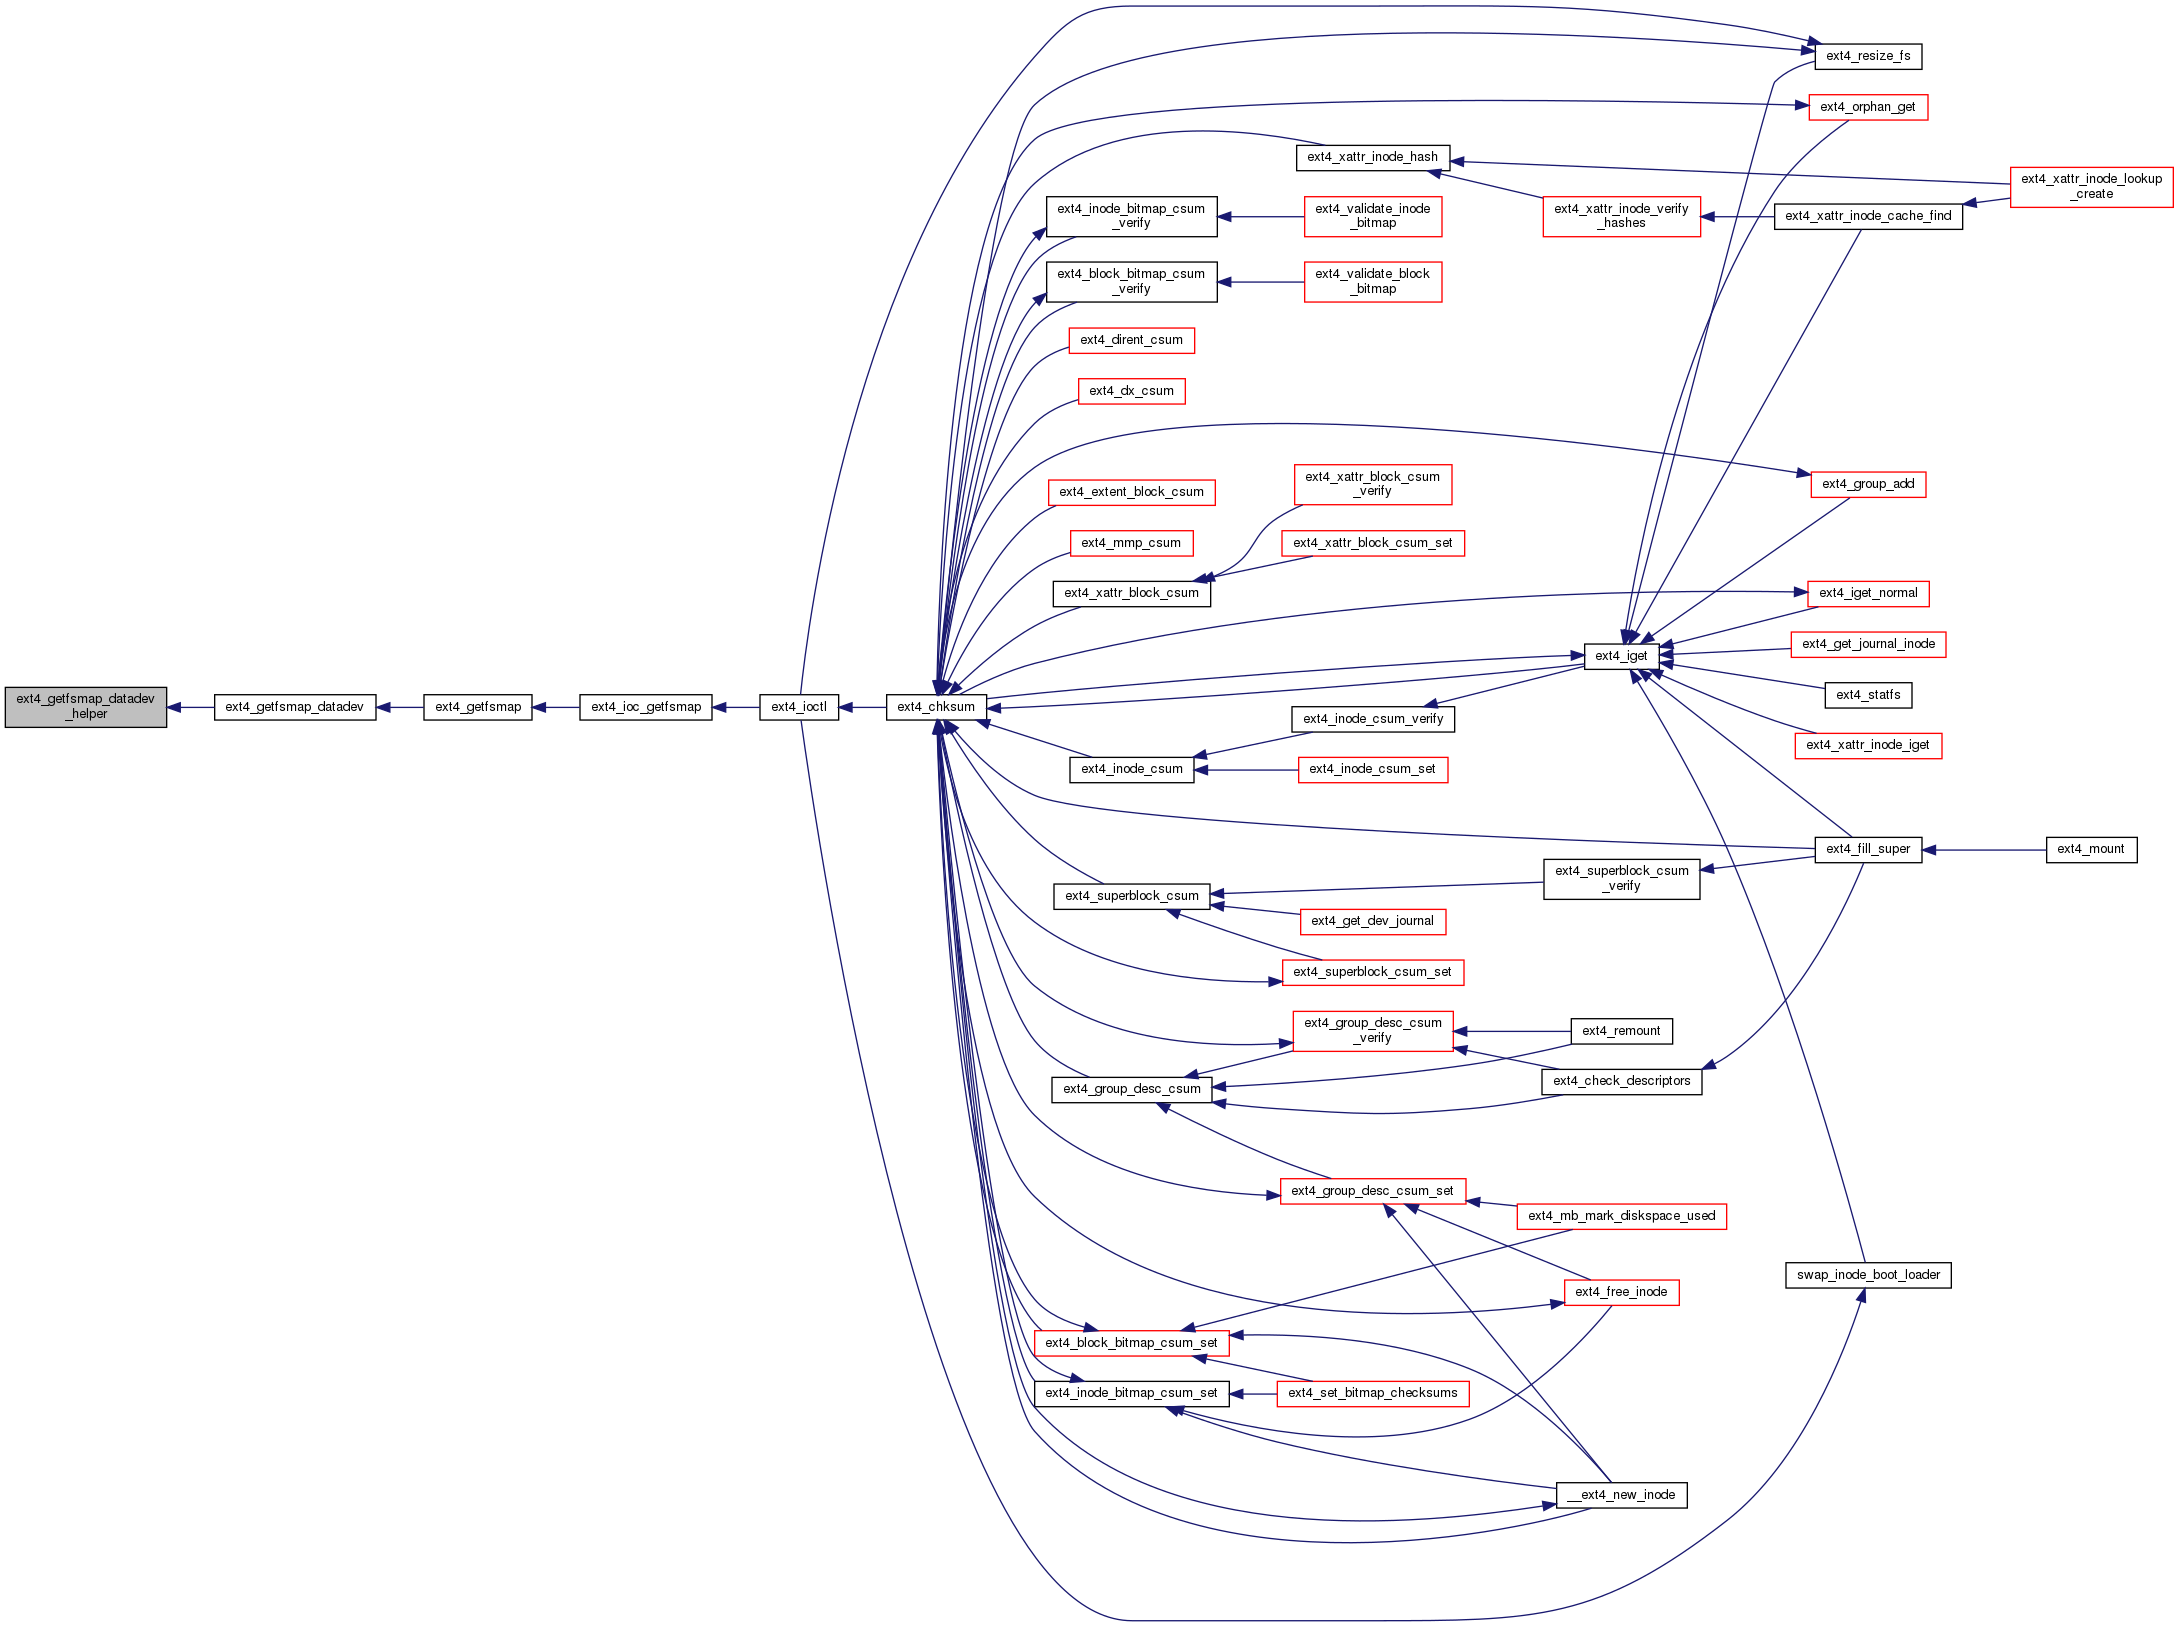 ext4_resize_fs
ext4_orphan_get
ext4_xattr_inode_hash
ext4_xattr_inode_lookup
_create
ext4_inode_bitmap_csum
_verify
ext4_validate_inode
_bitmap
ext4_xattr_inode_verify
_hashes
ext4_xattr_inode_cache_find
ext4_block_bitmap_csum
_verify
ext4_validate_block
_bitmap
ext4_dirent_csum
ext4_dx_csum
ext4_xattr_block_csum
_verify
ext4_group_add
ext4_extent_block_csum
ext4_mmp_csum
ext4_xattr_block_csum_set
ext4_xattr_block_csum
ext4_iget_normal
ext4_get_journal_inode
ext4_iget
ext4_statfs
ext4_getfsmap_datadev
_helper
ext4_getfsmap_datadev
ext4_getfsmap
ext4_ioc_getfsmap
ext4_ioctl
ext4_chksum
ext4_inode_csum_verify
ext4_xattr_inode_iget
ext4_inode_csum
ext4_inode_csum_set
ext4_fill_super
ext4_mount
ext4_superblock_csum
_verify
ext4_superblock_csum
ext4_get_dev_journal
ext4_superblock_csum_set
ext4_group_desc_csum
_verify
ext4_remount
ext4_group_desc_csum
ext4_check_descriptors
ext4_group_desc_csum_set
ext4_mb_mark_diskspace_used
swap_inode_boot_loader
ext4_free_inode
ext4_block_bitmap_csum_set
ext4_inode_bitmap_csum_set
ext4_set_bitmap_checksums
__ext4_new_inode